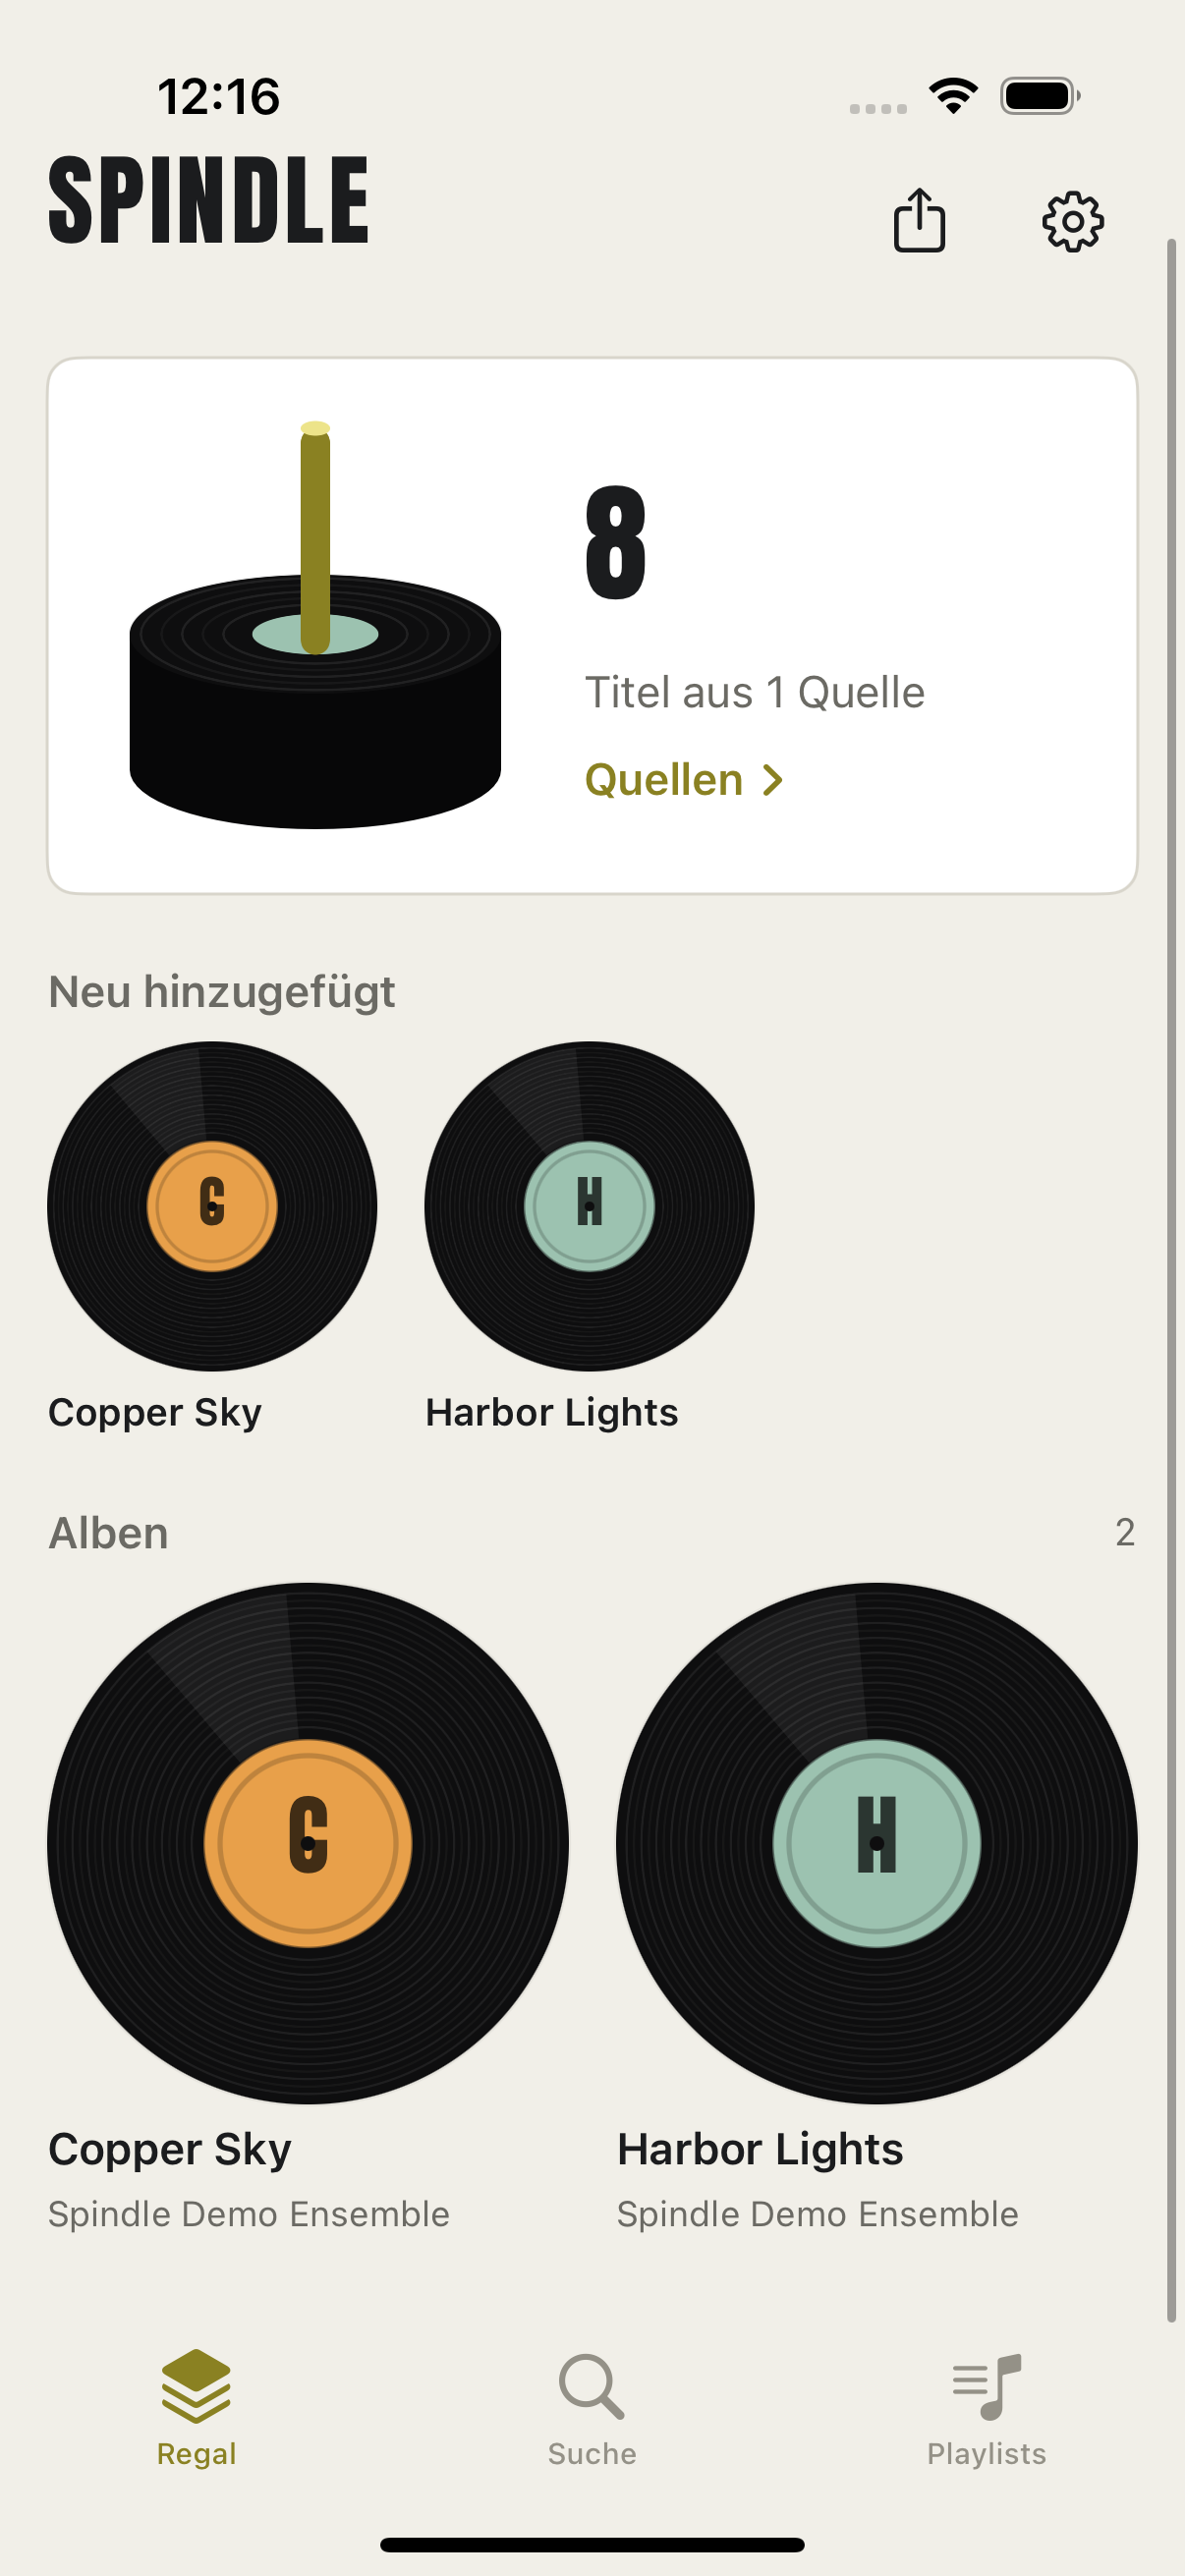 12:16
SPINDLE
8
Titel aus 1 Quelle
Quellen
Neu hinzugefügt
C
H
Copper Sky
Harbor Lights
Alben
2
C
H
Copper Sky
Harbor Lights
Spindle Demo Ensemble
Spindle Demo Ensemble
Regal
Suche
Playlists